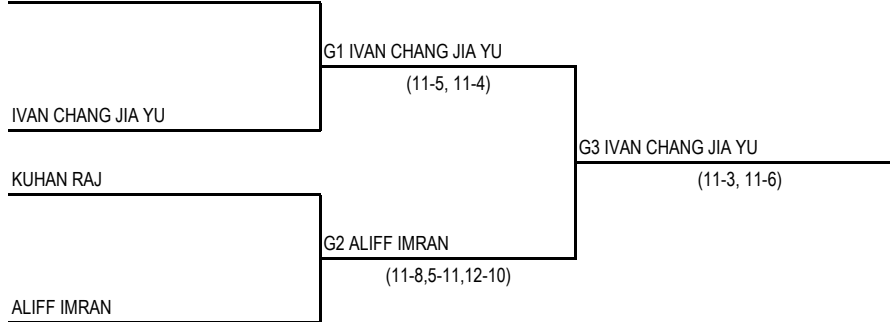 G1 IVAN CHANG JIA YU
(11-5, 11-4)
IVAN CHANG JIA YU
G3 IVAN CHANG JIA YU
(11-3, 11-6)
KUHAN RAJ
G2 ALIFF IMRAN
(11-8,5-11,12-10)
ALIFF IMRAN